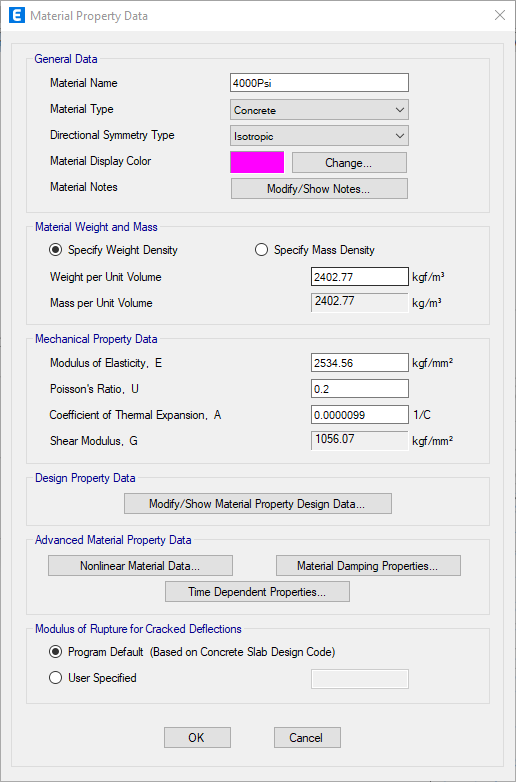 E Material Property Data
General Data
Material Name 4000Psi
Material Type Concrete
Directional Symmetry Type Isotropic
Material Display Color Change...
Material Notes Modify/Show Notes...
Material Weight and Mass
Specify Weight Density Specify Mass Density
Weight per Unit Volume 2402.77 kgf/m³
Mass per Unit Volume 2402.77 kg/m³
Mechanical Property Data
Modulus of Elasticity, E 2534.56 kgf/mm²
Poisson's Ratio, U 0.2
Coefficient of Thermal Expansion, A 0.0000099 1/C
Shear Modulus, G 1056.07 kgf/mm²
Design Property Data
Modify/Show Material Property Design Data...
Advanced Material Property Data
Nonlinear Material Data... Material Damping Properties...
Time Dependent Properties...
Modulus of Rupture for Cracked Deflections
Program Default (Based on Concrete Slab Design Code)
User Specified
OK Cancel